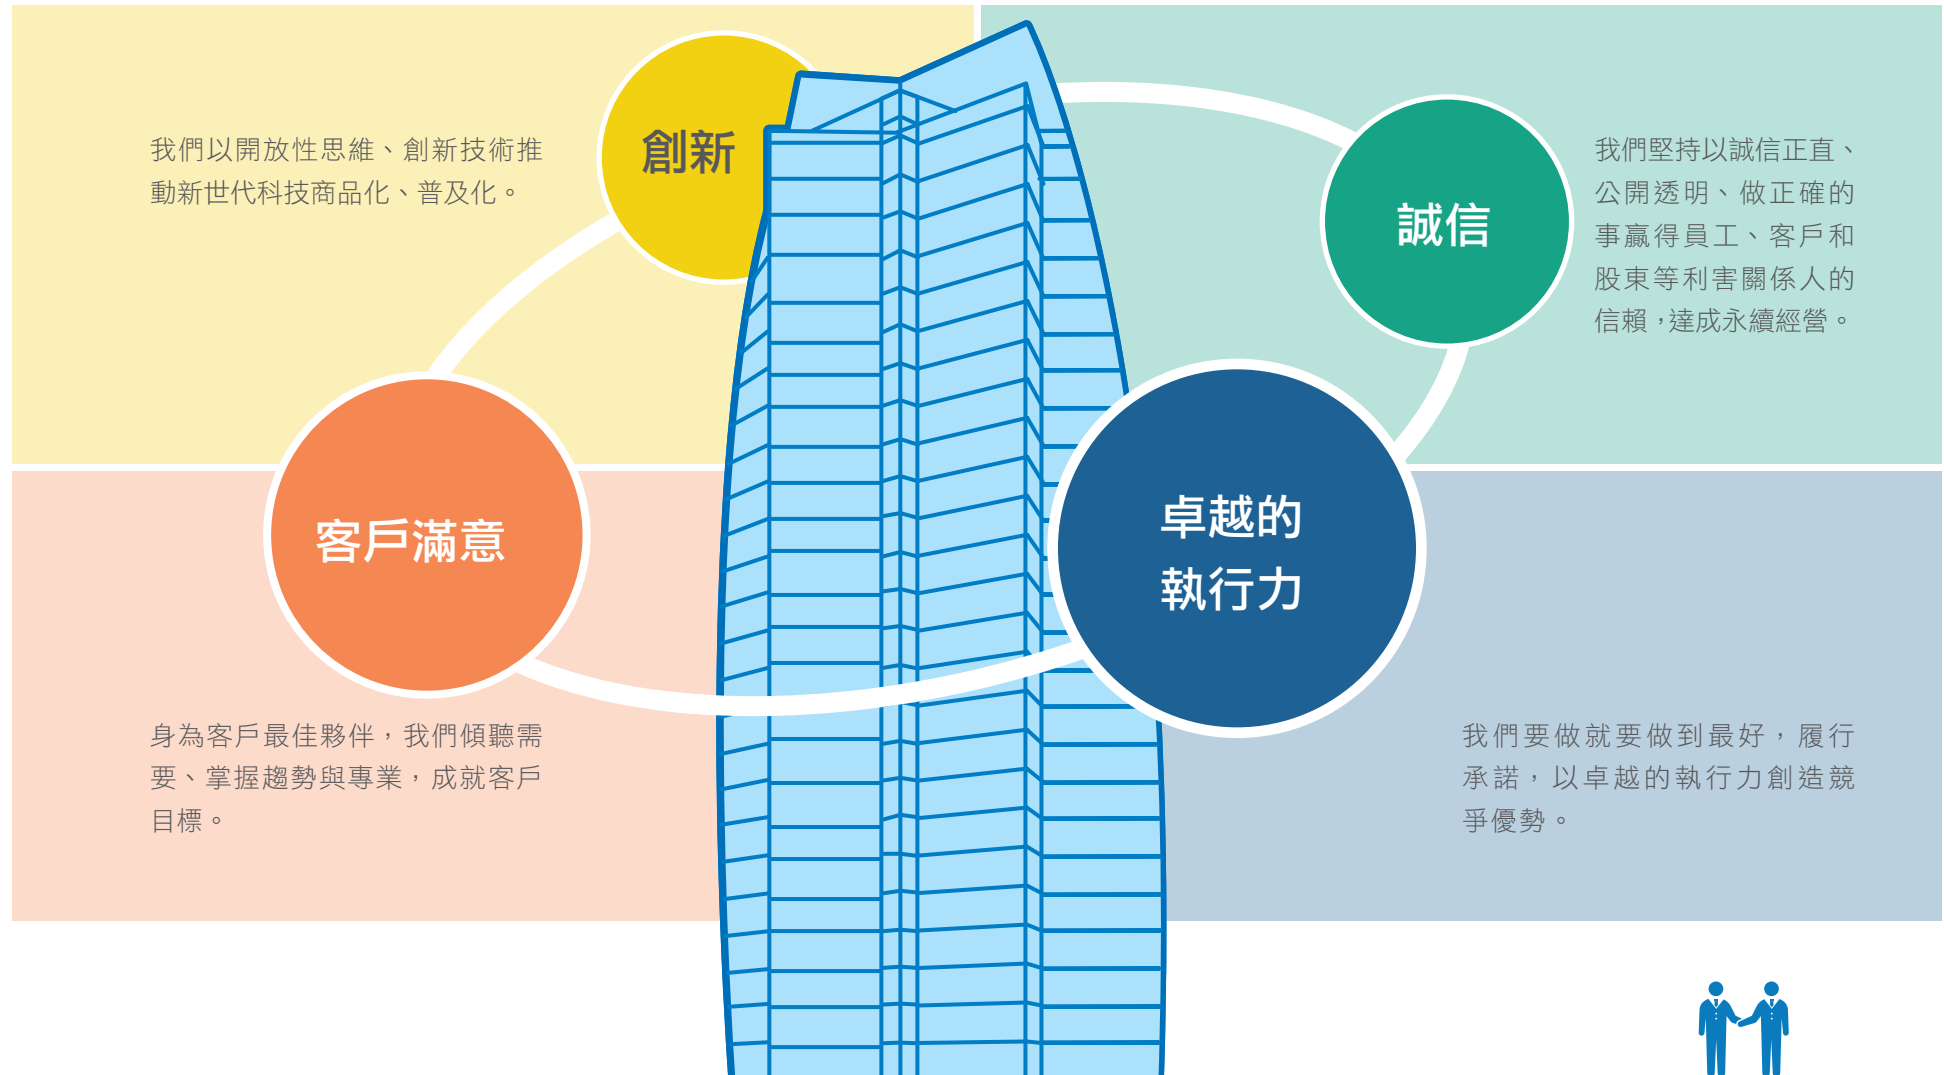 創新
我們以開放性思維、創新技術推
動新世代科技商品化、普及化。
誠信
我們堅持以誠信正直、
公開透明、做正確的
事贏得員工、客戶和
股東等利害關係人的
信賴，達成永續經營。
客戶滿意
身為客戶最佳夥伴，我們傾聽需
要、掌握趨勢與專業，成就客戶
目標。
卓越的
執行力
我們要做就要做到最好，履行
承諾，以卓越的執行力創造競
爭優勢。